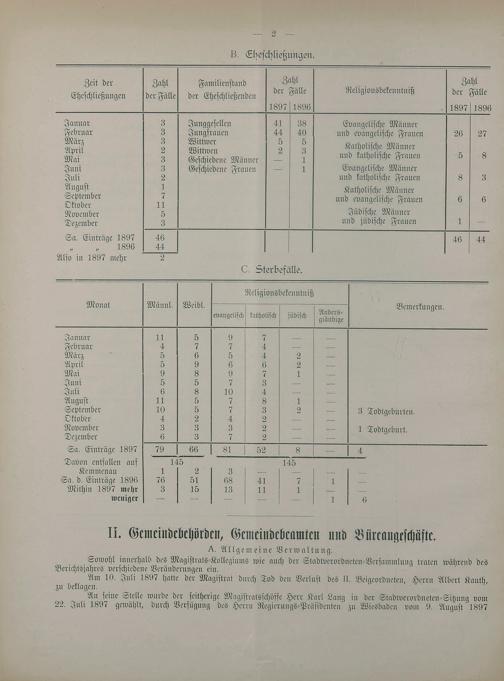 — 2 —
B. Eheschließungen.
Zeit der Eheschließungen | Zahl der Fälle | Familienstand der Eheschließenden | Zahl der Fälle 1897 | 1896 | Religionsbekenntniß | Zahl der Fälle 1897 | 1896
Januar 3 Junggesellen 41 38 Evangelische Männer
Februar 3 Jungfrauen 44 40 und evangelische Frauen 26 27
März 3 Wittwer 5 5 Katholische Männer
April 2 Wittwen 2 3 und katholische Frauen 5 8
Mai 3 Geschiedene Männer — 1 Evangelische Männer
Juni 3 Geschiedene Frauen — 1 und katholische Frauen 8 3
Juli 2
August 1 Katholische Männer
September 7 und evangelische Frauen 6 6
Oktober 11
November 5 Jüdische Männer
Dezember 3 und jüdische Frauen 1 —
Sa. Einträge 1897 46 46 44
„ „ 1896 44
Also in 1897 mehr 2
C. Sterbefälle.
Monat | Männl. | Weibl. | Religionsbekenntniß | Bemerkungen.
evangelisch | katholisch | jüdisch | Anders-gläubige
Januar 11 5 9 7 — —
Februar 4 7 7 4 — —
März 5 6 5 4 2 —
April 5 9 6 6 2 —
Mai 9 8 9 7 1 —
Juni 5 5 7 3 — —
Juli 6 8 10 4 — —
August 11 5 7 8 1 —
September 10 5 7 3 2 — 3 Todtgeburten.
Oktober 4 2 4 2 — —
November 3 3 3 2 — — 1 Todtgeburt.
Dezember 6 3 7 2 — —
Sa. Einträge 1897 79 66 81 52 8 — 4
Davon entfallen auf 145 145
Kemmenau 1 2 3 — — —
Sa. d. Einträge 1896 76 51 68 41 7 1 —
Mithin 1897 mehr 3 15 13 11 1 — —
weniger — — — — — 1 6
II. Gemeindebehörden, Gemeindebeamten und Büreaugeschäfte.
A. Allgemeine Verwaltung.
Sowohl innerhalb des Magistrats-Kollegiums wie auch der Stadtverordneten-Versammlung traten während des
Berichtsjahres verschiedene Veränderungen ein.
Am 10. Juli 1897 hatte der Magistrat durch Tod den Verlust des II. Beigeordneten, Herrn Albert Kauth,
zu beklagen.
An seine Stelle wurde der seitherige Magistratsschöffe Herr Karl Lang in der Stadtverordneten-Sitzung vom
22. Juli 1897 gewählt, durch Verfügung des Herrn Regierungs-Präsidenten zu Wiesbaden vom 9. August 1897